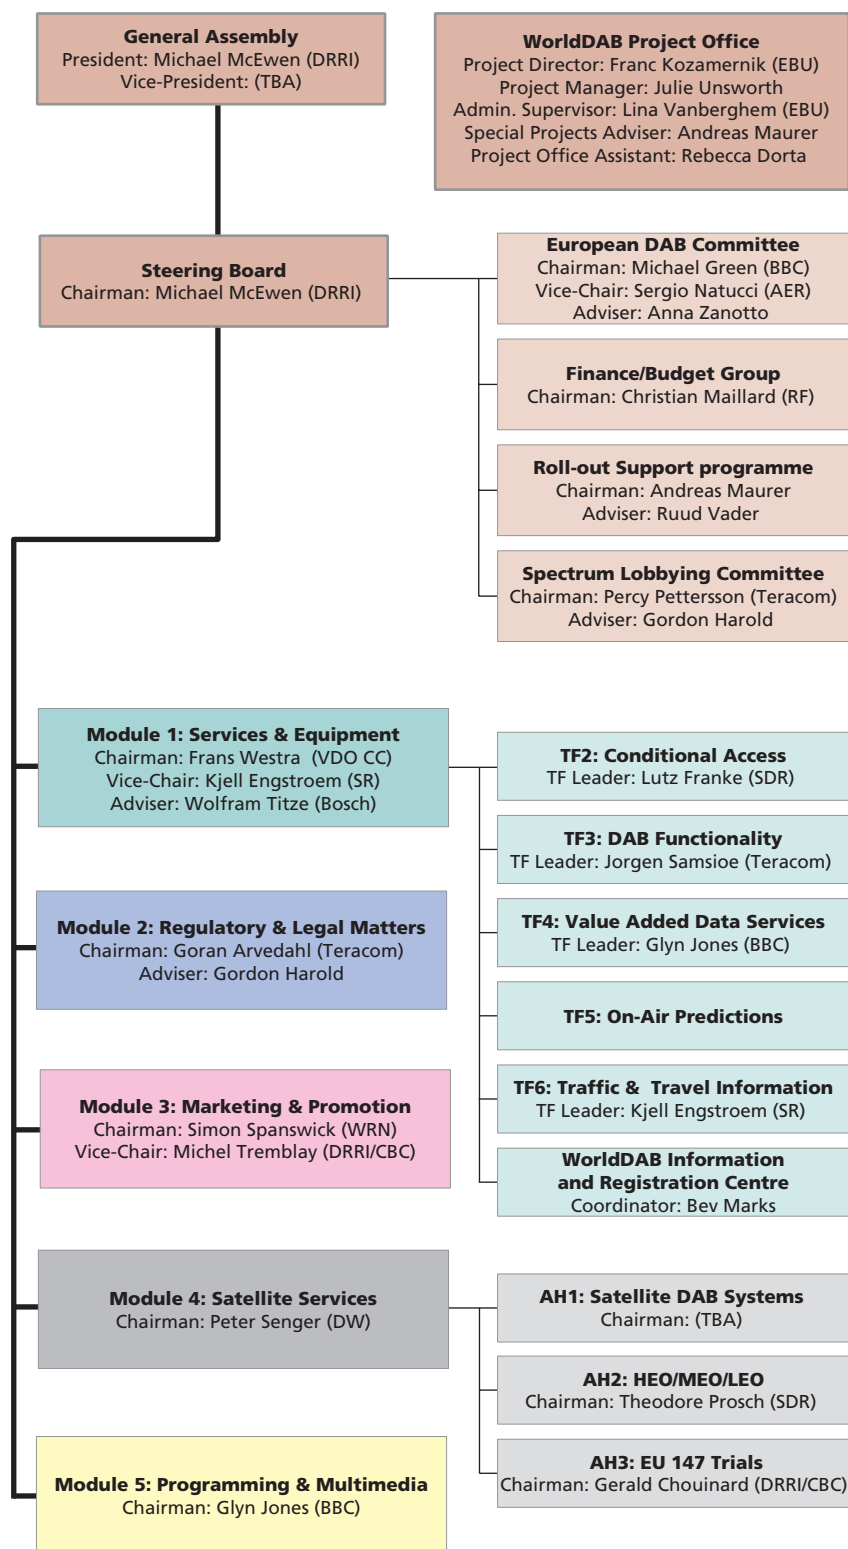 General Assembly
President: Michael McEwen (DRRI)
Vice-President: (TBA)
WorldDAB Project Office
Project Director: Franc Kozamernik (EBU)
Project Manager: Julie Unsworth
Admin. Supervisor: Lina Vanberghem (EBU)
Special Projects Adviser: Andreas Maurer
Project Office Assistant: Rebecca Dorta
Steering Board
Chairman: Michael McEwen (DRRI)
European DAB Committee
Chairman: Michael Green (BBC)
Vice-Chair: Sergio Natucci (AER)
Adviser: Anna Zanotto
Finance/Budget Group
Chairman: Christian Maillard (RF)
Roll-out Support programme
Chairman: Andreas Maurer
Adviser: Ruud Vader
Spectrum Lobbying Committee
Chairman: Percy Pettersson (Teracom)
Adviser: Gordon Harold
Module 1: Services & Equipment
Chairman: Frans Westra (VDO CC)
Vice-Chair: Kjell Engstroem (SR)
Adviser: Wolfram Titze (Bosch)
TF2: Conditional Access
TF Leader: Lutz Franke (SDR)
TF3: DAB Functionality
TF Leader: Jorgen Samsioe (Teracom)
TF4: Value Added Data Services
TF Leader: Glyn Jones (BBC)
TF5: On-Air Predictions
TF6: Traffic & Travel Information
TF Leader: Kjell Engstroem (SR)
WorldDAB Information
and Registration Centre
Coordinator: Bev Marks
Module 2: Regulatory & Legal Matters
Chairman: Goran Arvedahl (Teracom)
Adviser: Gordon Harold
Module 3: Marketing & Promotion
Chairman: Simon Spanswick (WRN)
Vice-Chair: Michel Tremblay (DRRI/CBC)
Module 4: Satellite Services
Chairman: Peter Senger (DW)
AH1: Satellite DAB Systems
Chairman: (TBA)
AH2: HEO/MEO/LEO
Chairman: Theodore Prosch (SDR)
AH3: EU 147 Trials
Chairman: Gerald Chouinard (DRRI/CBC)
Module 5: Programming & Multimedia
Chairman: Glyn Jones (BBC)